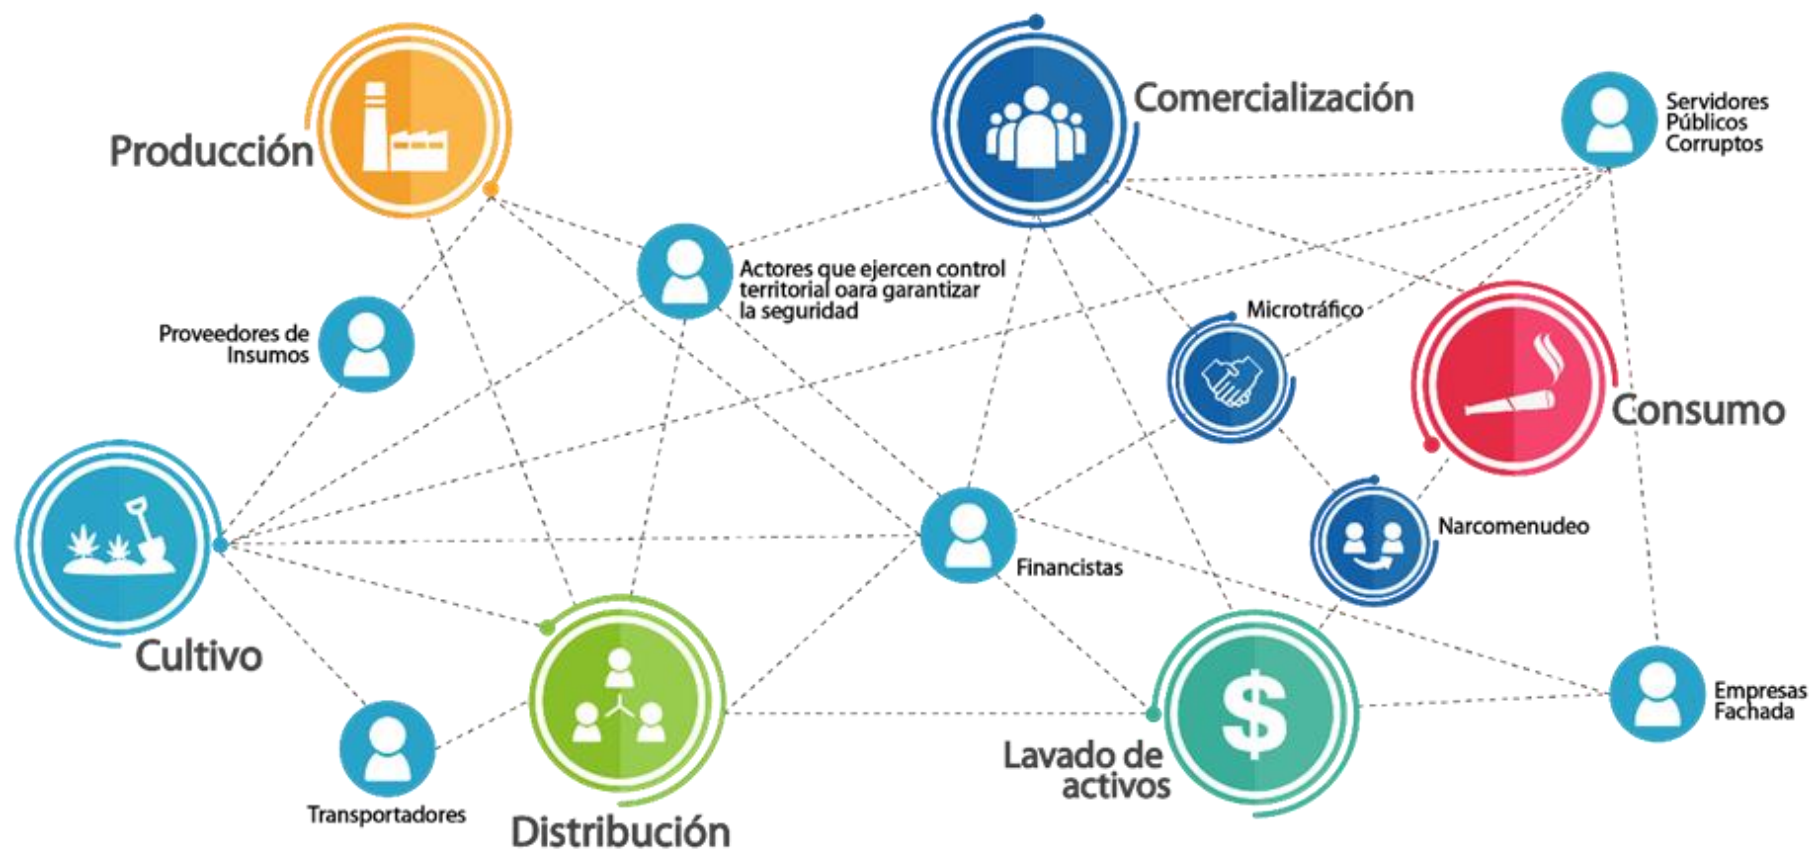 Producción
Comercialización
Servidores
Públicos
Corruptos
Actores que ejercen control
territorial oara garantizar
la seguridad
Proveedores de
Insumos
Microtráfico
Consumo
Narcomenudeo
Financistas
Cultivo
Empresas
Fachada
Lavado de
activos
Transportadores
Distribución
$